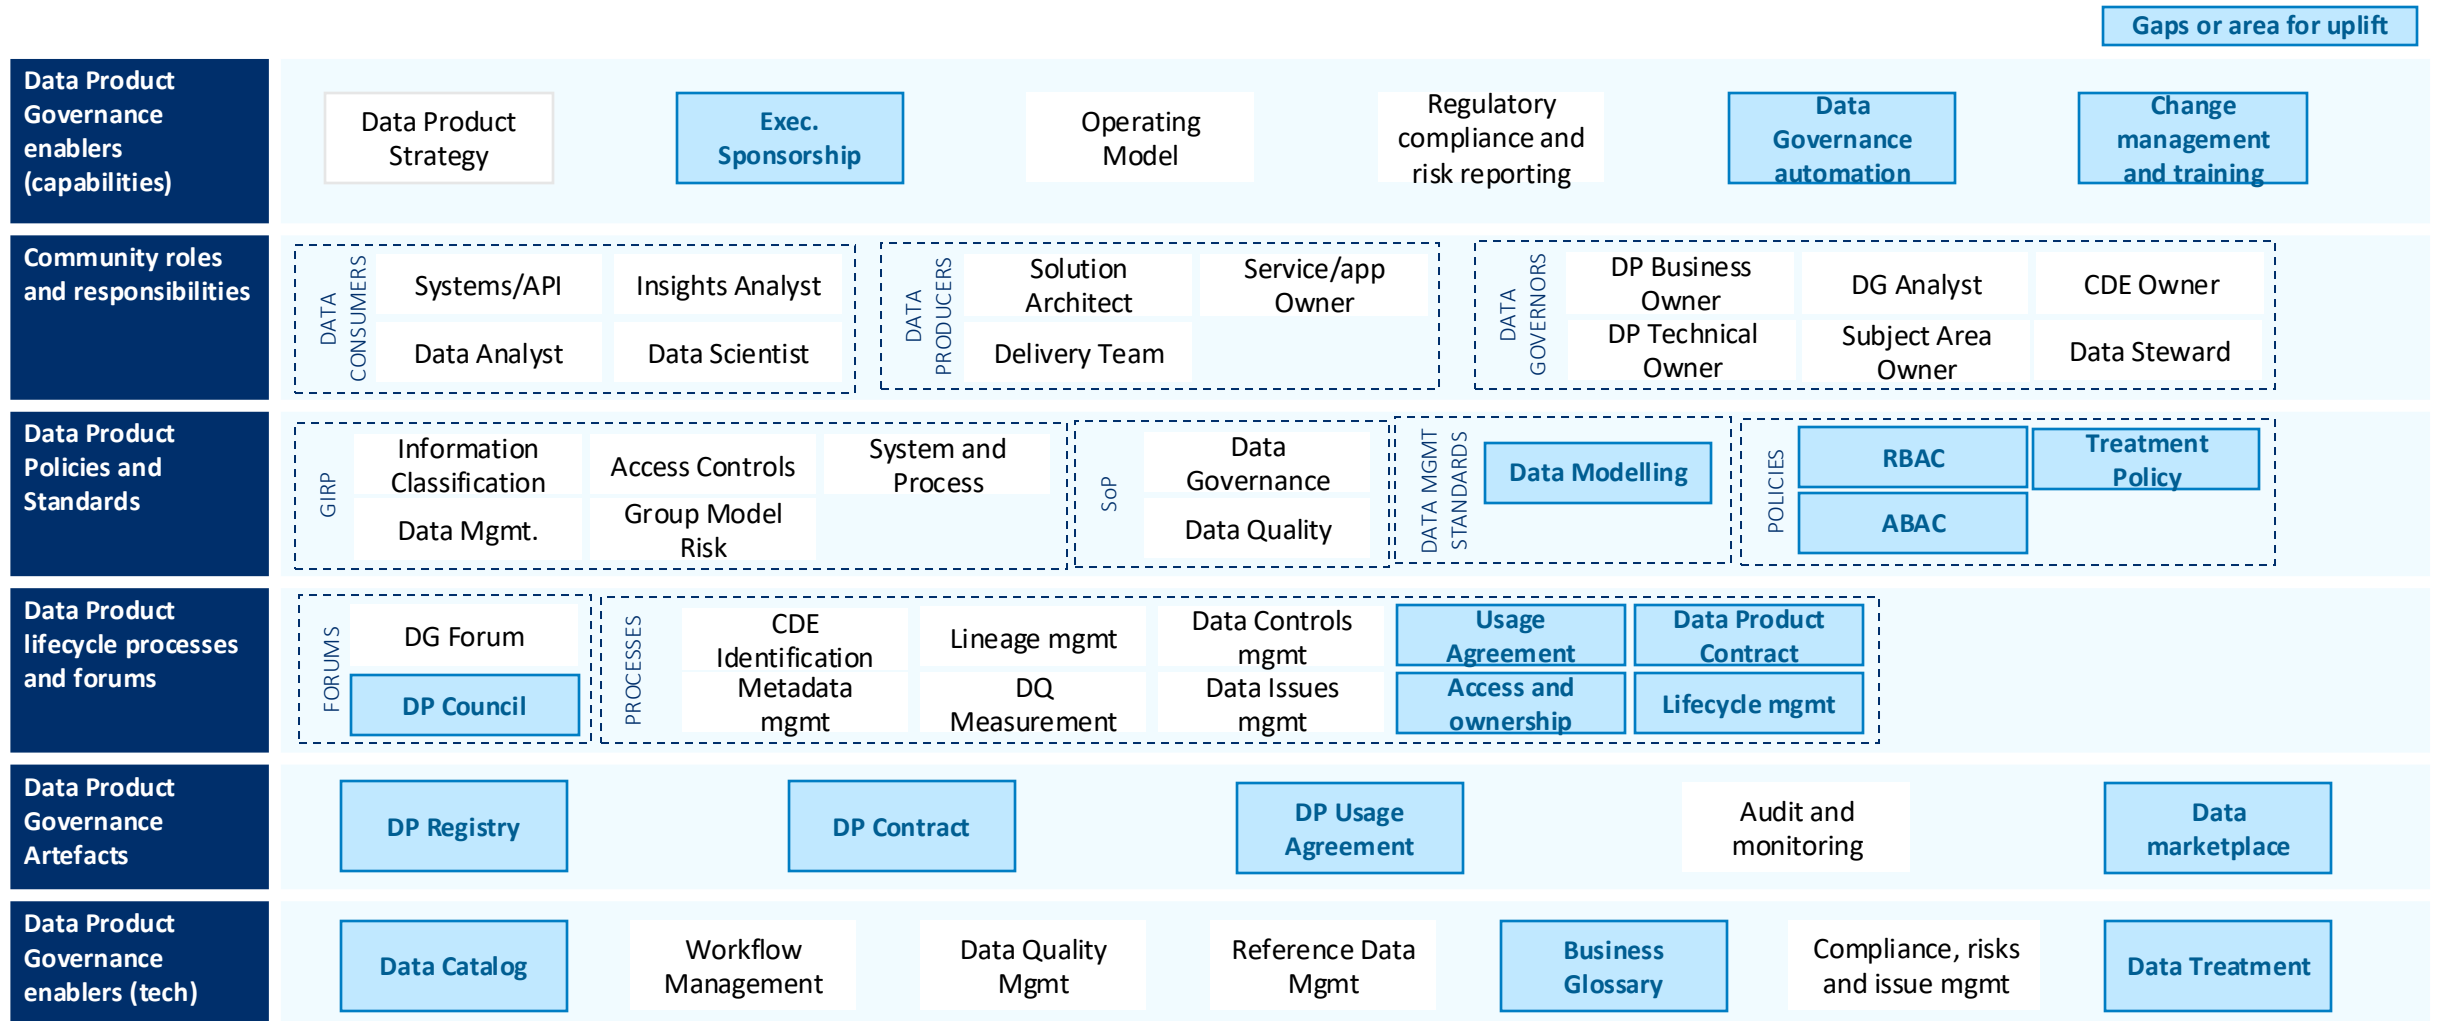 Gaps or area for uplift
Data Product
Governance
enablers
(capabilities)
Data Product
Strategy
Exec.
Sponsorship
Operating
Model
Regulatory
compliance and
risk reporting
Data
Governance
automation
Change
management
and training
Community roles
and responsibilities
DATA
CONSUMERS
Systems/API
Insights Analyst
Data Analyst
Data Scientist
DATA
PRODUCERS
Solution
Architect
Service/app
Owner
Delivery Team
DATA
GOVERNORS
DP Business
Owner
DG Analyst
CDE Owner
DP Technical
Owner
Subject Area
Owner
Data Steward
Data Product
Policies and
Standards
GIRP
Information
Classification
Access Controls
System and
Process
Data Mgmt.
Group Model
Risk
SoP
Data
Governance
Data Quality
DATA MGMT
STANDARDS
Data Modelling
POLICIES
RBAC
Treatment
Policy
ABAC
Data Product
lifecycle processes
and forums
FORUMS
DG Forum
DP Council
PROCESSES
CDE
Identification
Lineage mgmt
Data Controls
mgmt
Usage
Agreement
Data Product
Contract
Metadata
mgmt
DQ
Measurement
Data Issues
mgmt
Access and
ownership
Lifecycle mgmt
Data Product
Governance
Artefacts
DP Registry
DP Contract
DP Usage
Agreement
Audit and
monitoring
Data
marketplace
Data Product
Governance
enablers (tech)
Data Catalog
Workflow
Management
Data Quality
Mgmt
Reference Data
Mgmt
Business
Glossary
Compliance, risks
and issue mgmt
Data Treatment